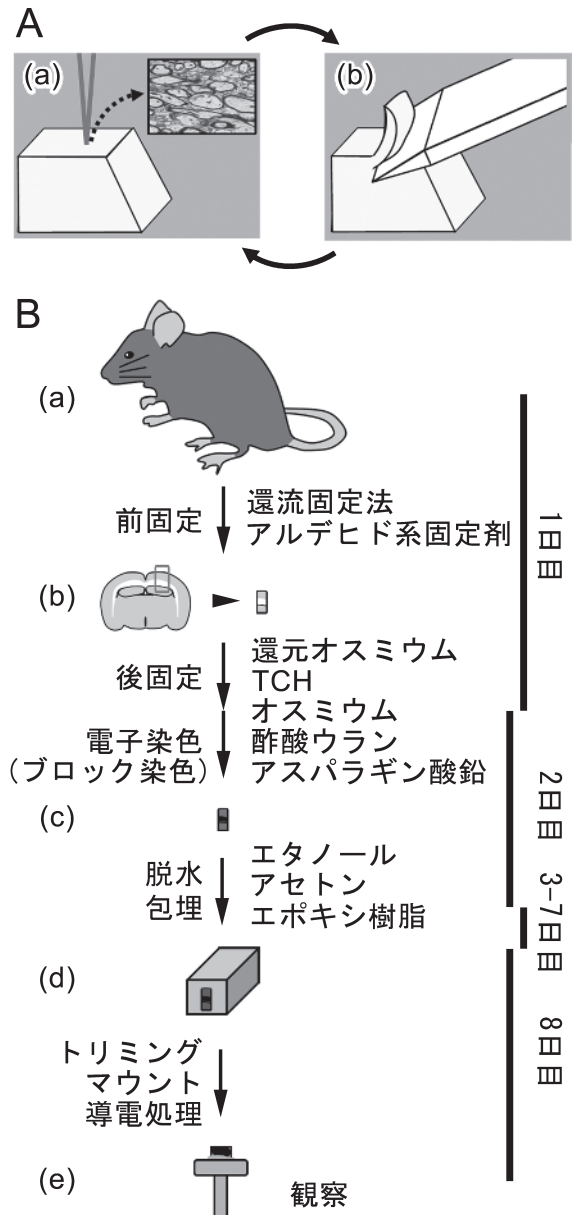 A
(a)
(b)
B
(a)
前固定
還流固定法
アルデヒド系固定剤
1日目
(b)
後固定
還元オスミウム
TCH
オスミウム
電子染色
(ブロック染色)
酢酸ウラン
アスパラギン酸鉛
2日目
(c)
脱水
包埋
エタノール
アセトン
エポキシ樹脂
3−7日目
(d)
トリミング
マウント
導電処理
8日目
(e)
観察